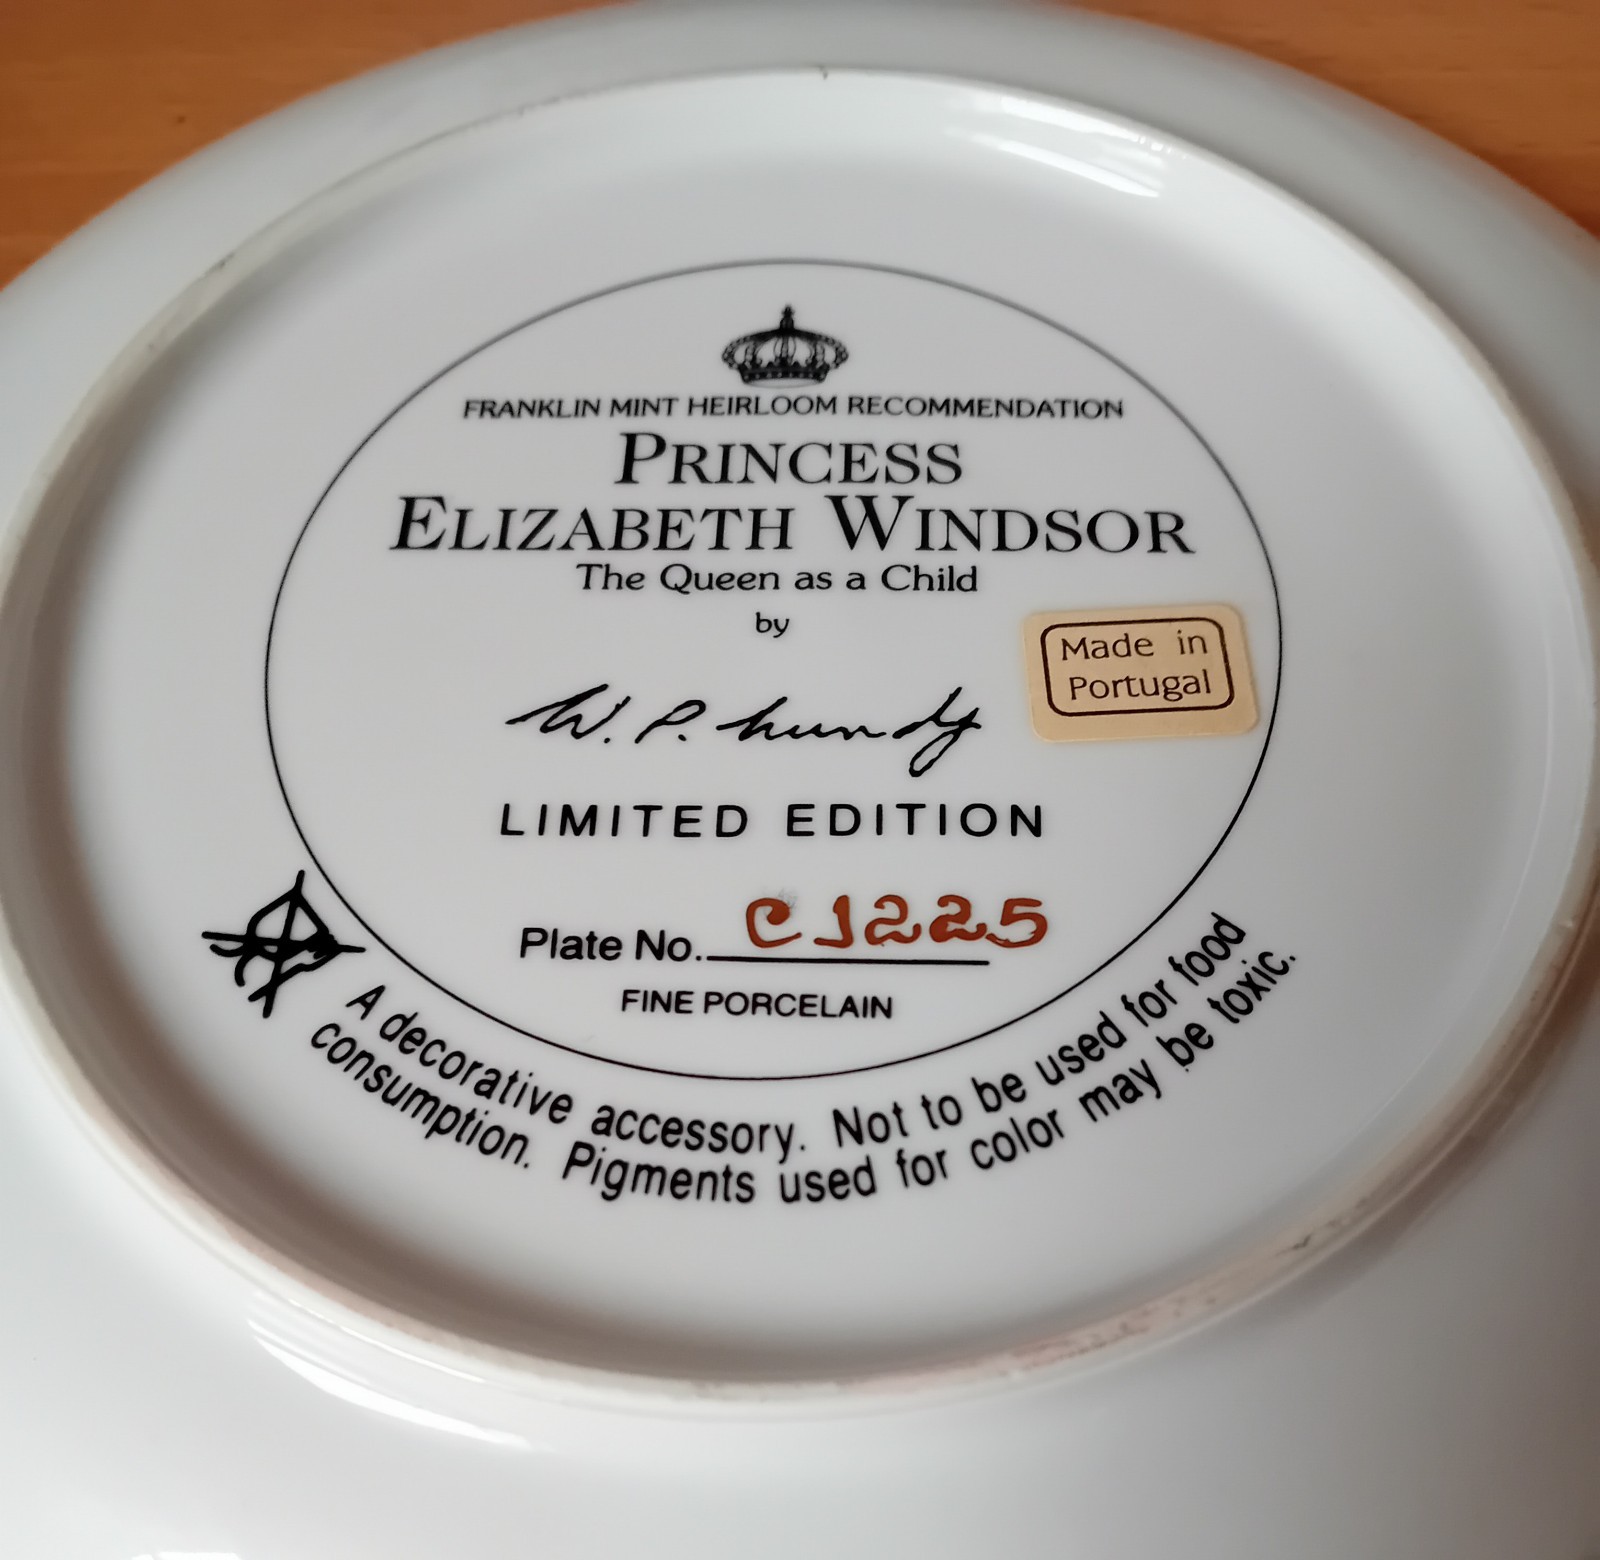 FRANKLIN MINT HEIRLOOM RECOMMENDATION
PRINCESS
ELIZABETH WINDSOR
The Queen as a Child
by
W. P. Mundy
Made in
Portugal
LIMITED EDITION
Plate No. C1225
FINE PORCELAIN
A decorative accessory. Not to be used for food
consumption. Pigments used for color may be toxic.